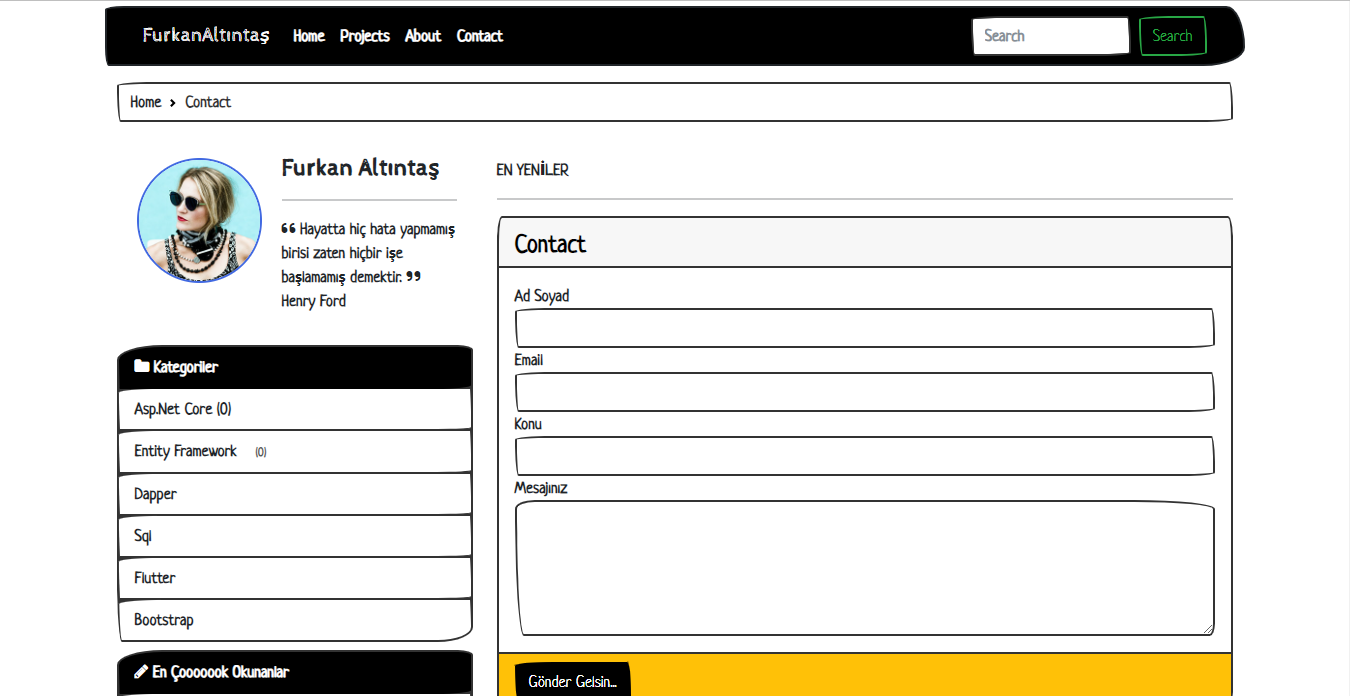 FurkanAltıntaş Home Projects About Contact Search Search
Home > Contact
Furkan Altıntaş
“ Hayatta hiç hata yapmamış
birisi zaten hiçbir işe
başlamamış demektir. ”
Henry Ford
Kategoriler
Asp.Net Core (0)
Entity Framework (0)
Dapper
Sql
Flutter
Bootstrap
En Çooooook Okunanlar
EN YENİLER
Contact
Ad Soyad
Email
Konu
Mesajınız
Gönder Gelsin...